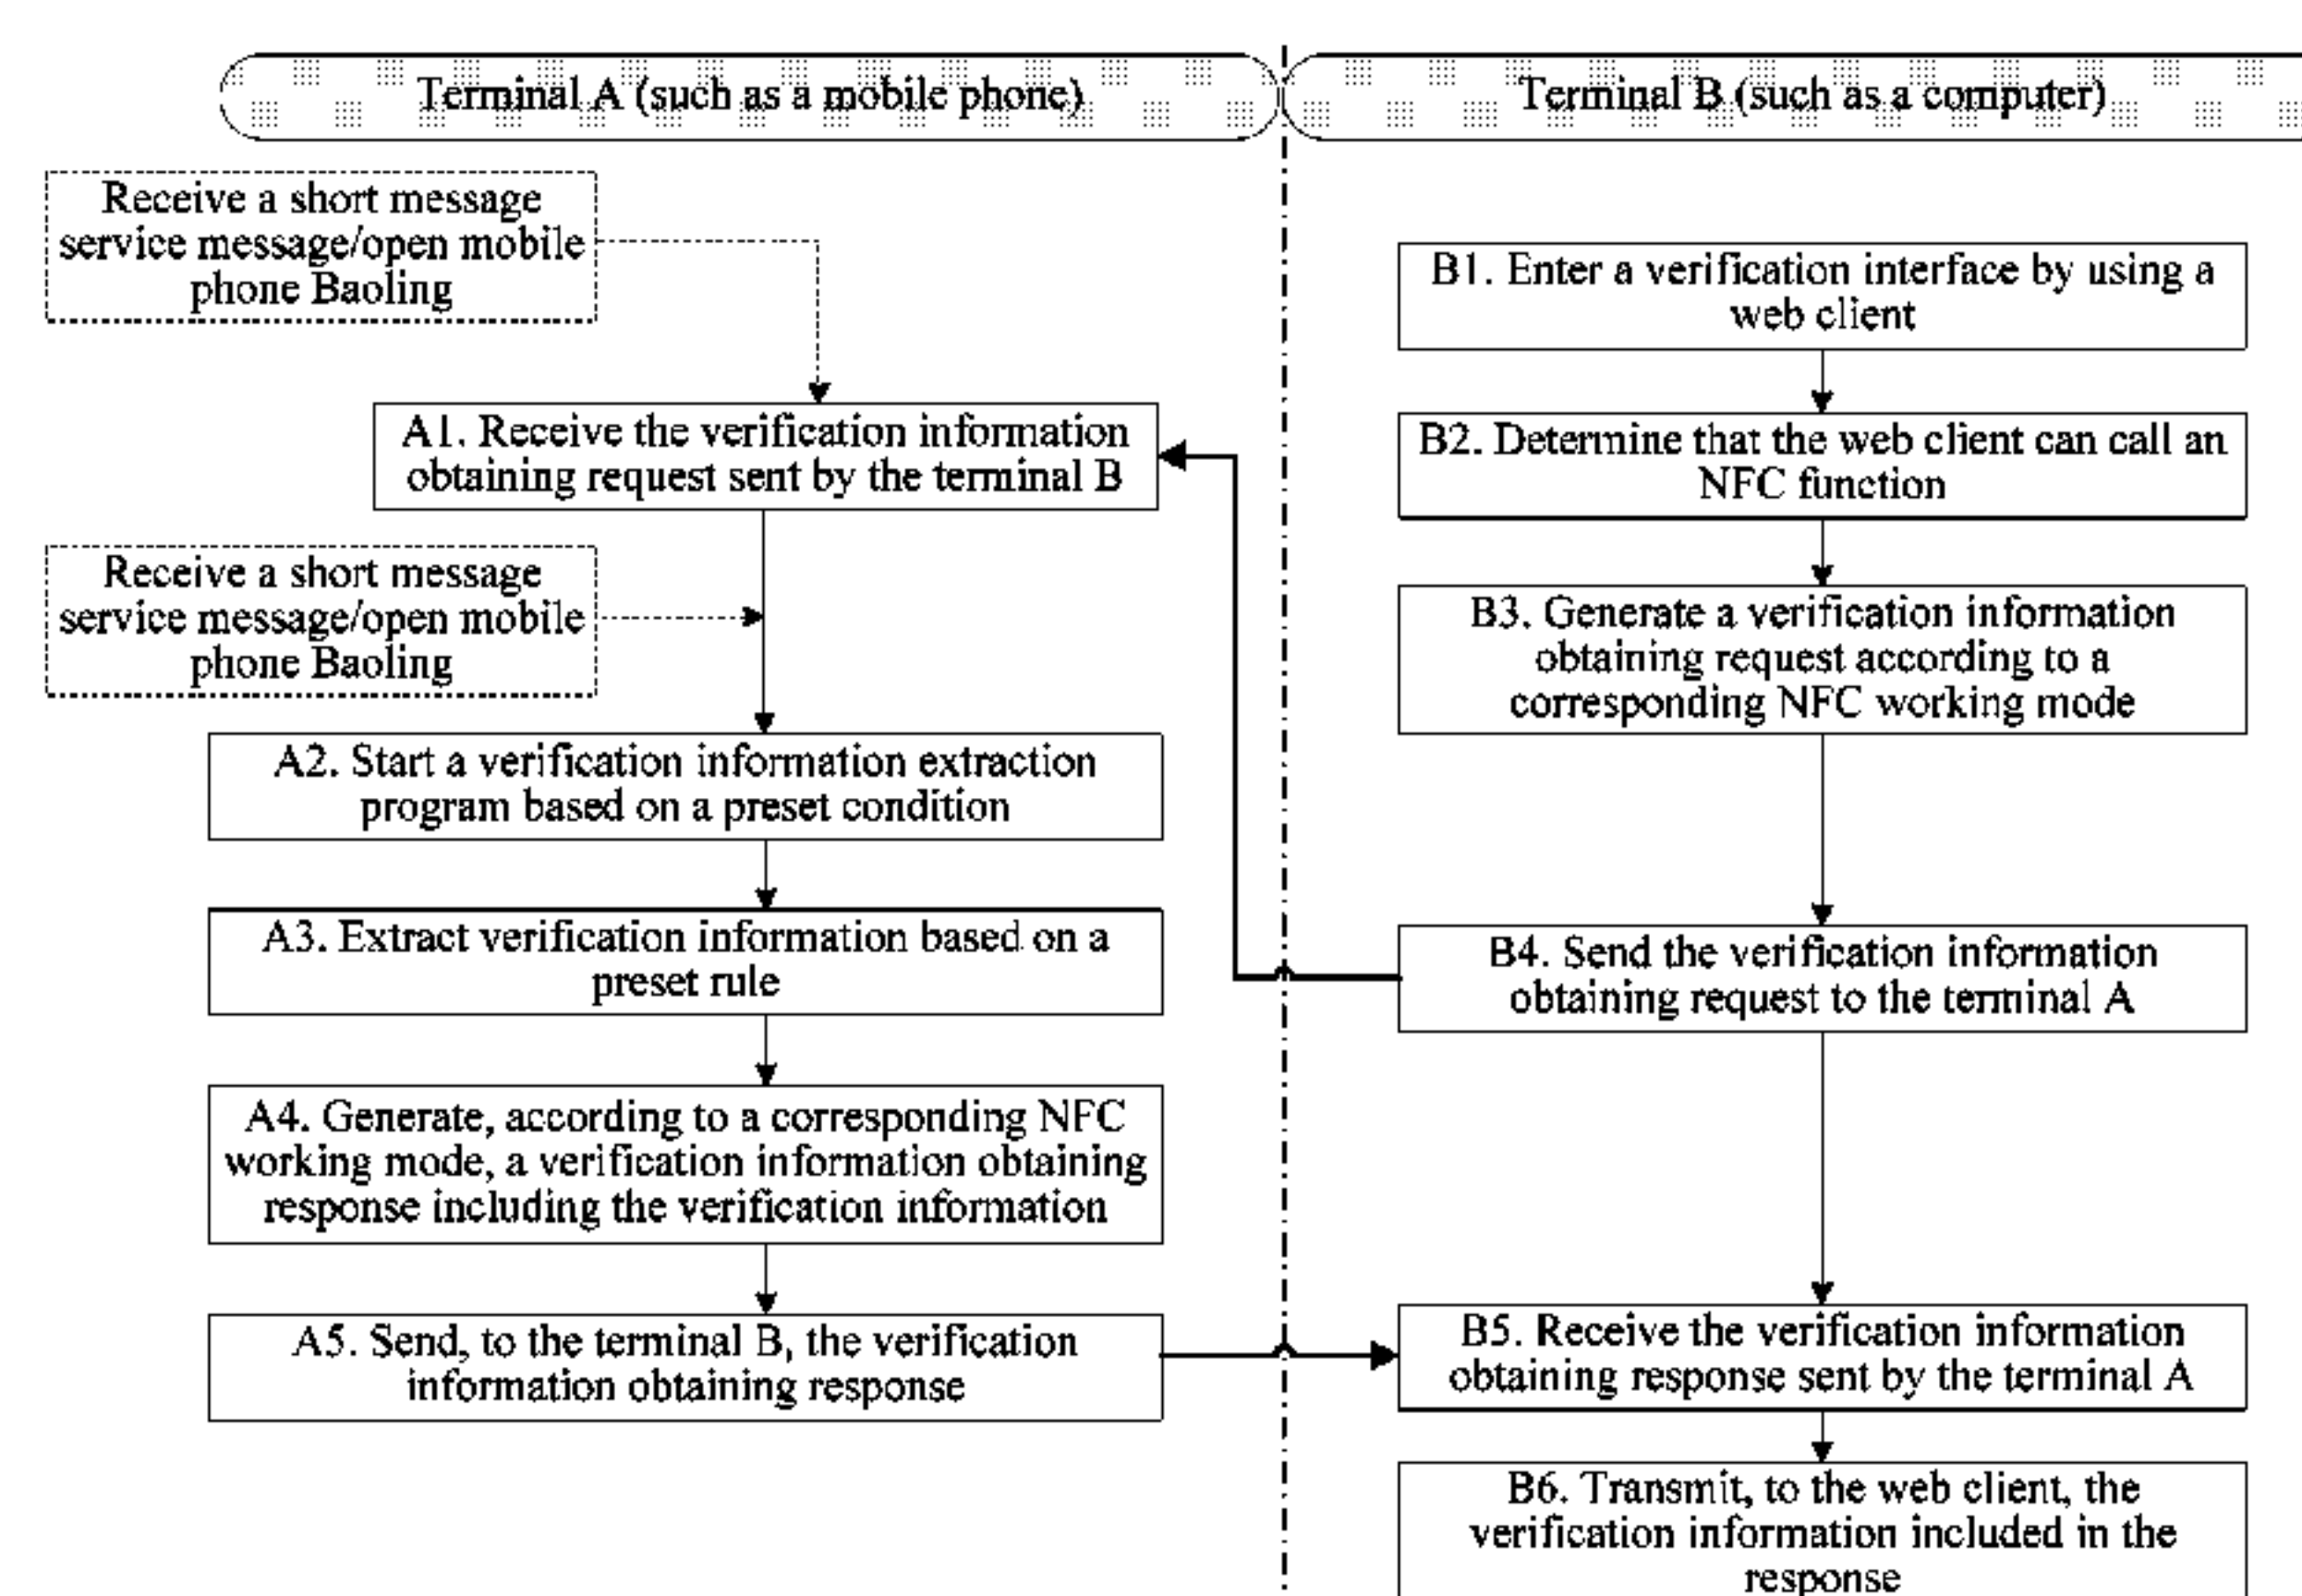 Terminal A (such as a mobile phone)
Terminal B (such as a computer)
Receive a short message
service message/open mobile
phone Baoling
A1. Receive the verification information
obtaining request sent by the terminal B
Receive a short message
service message/open mobile
phone Baoling
A2. Start a verification information extraction
program based on a preset condition
A3. Extract verification information based on a
preset rule
A4. Generate, according to a corresponding NFC
working mode, a verification information obtaining
response including the verification information
A5. Send, to the terminal B, the verification
information obtaining response
B1. Enter a verification interface by using a
web client
B2. Determine that the web client can call an
NFC function
B3. Generate a verification information
obtaining request according to a
corresponding NFC working mode
B4. Send the verification information
obtaining request to the terminal A
B5. Receive the verification information
obtaining response sent by the terminal A
B6. Transmit, to the web client, the
verification information included in the
response